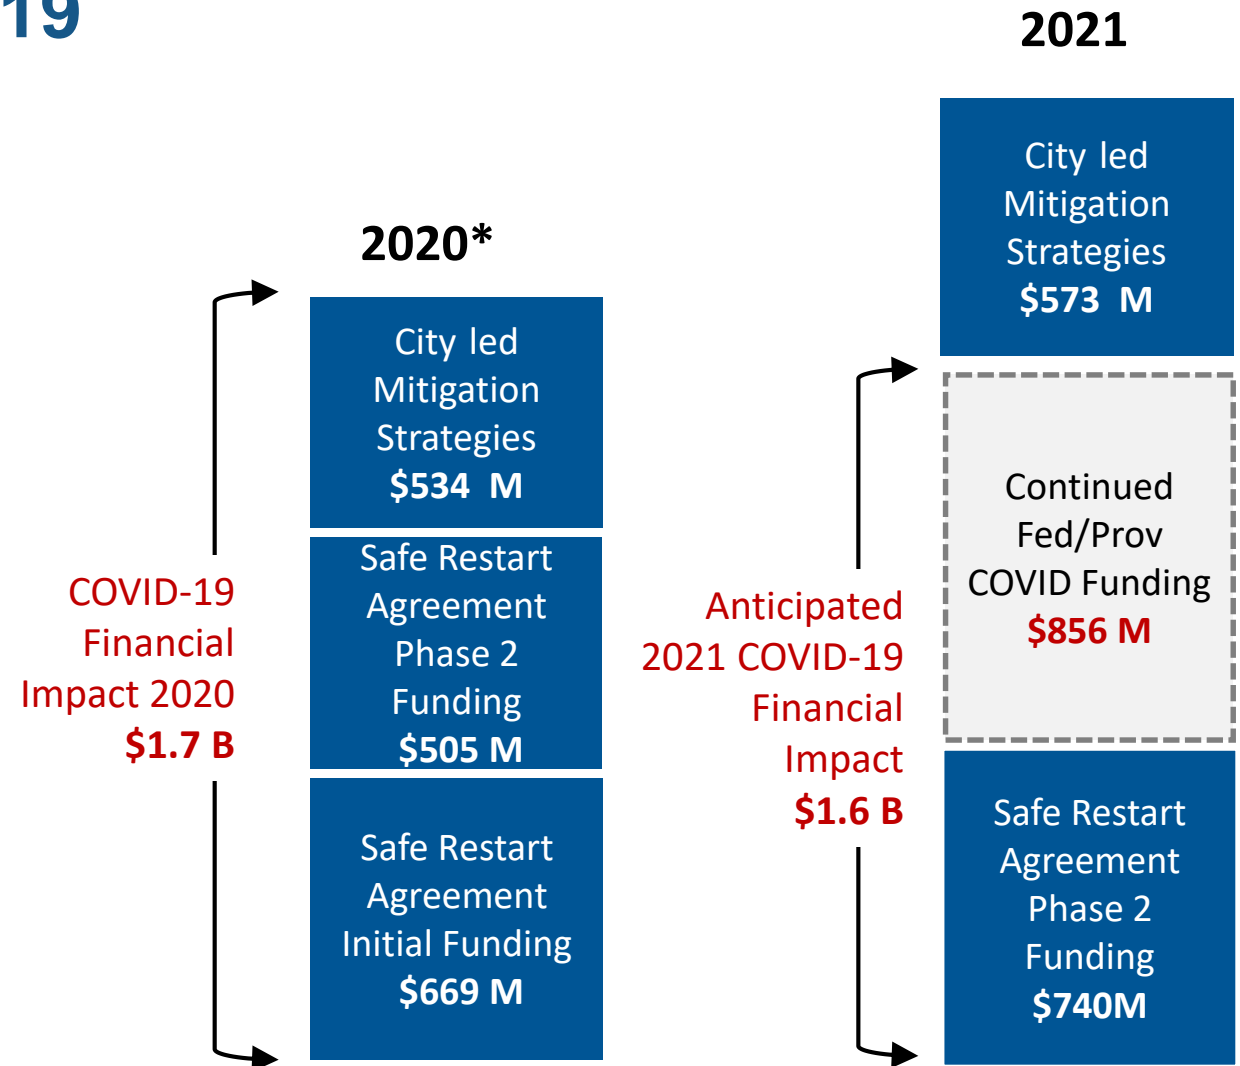 19
2020*
COVID-19
Financial
Impact 2020
$1.7 B
City led
Mitigation
Strategies
$534 M
Safe Restart
Agreement
Phase 2
Funding
$505 M
Safe Restart
Agreement
Initial Funding
$669 M
2021
Anticipated
2021 COVID-19
Financial
Impact
$1.6 B
City led
Mitigation
Strategies
$573 M
Continued
Fed/Prov
COVID Funding
$856 M
Safe Restart
Agreement
Phase 2
Funding
$740M